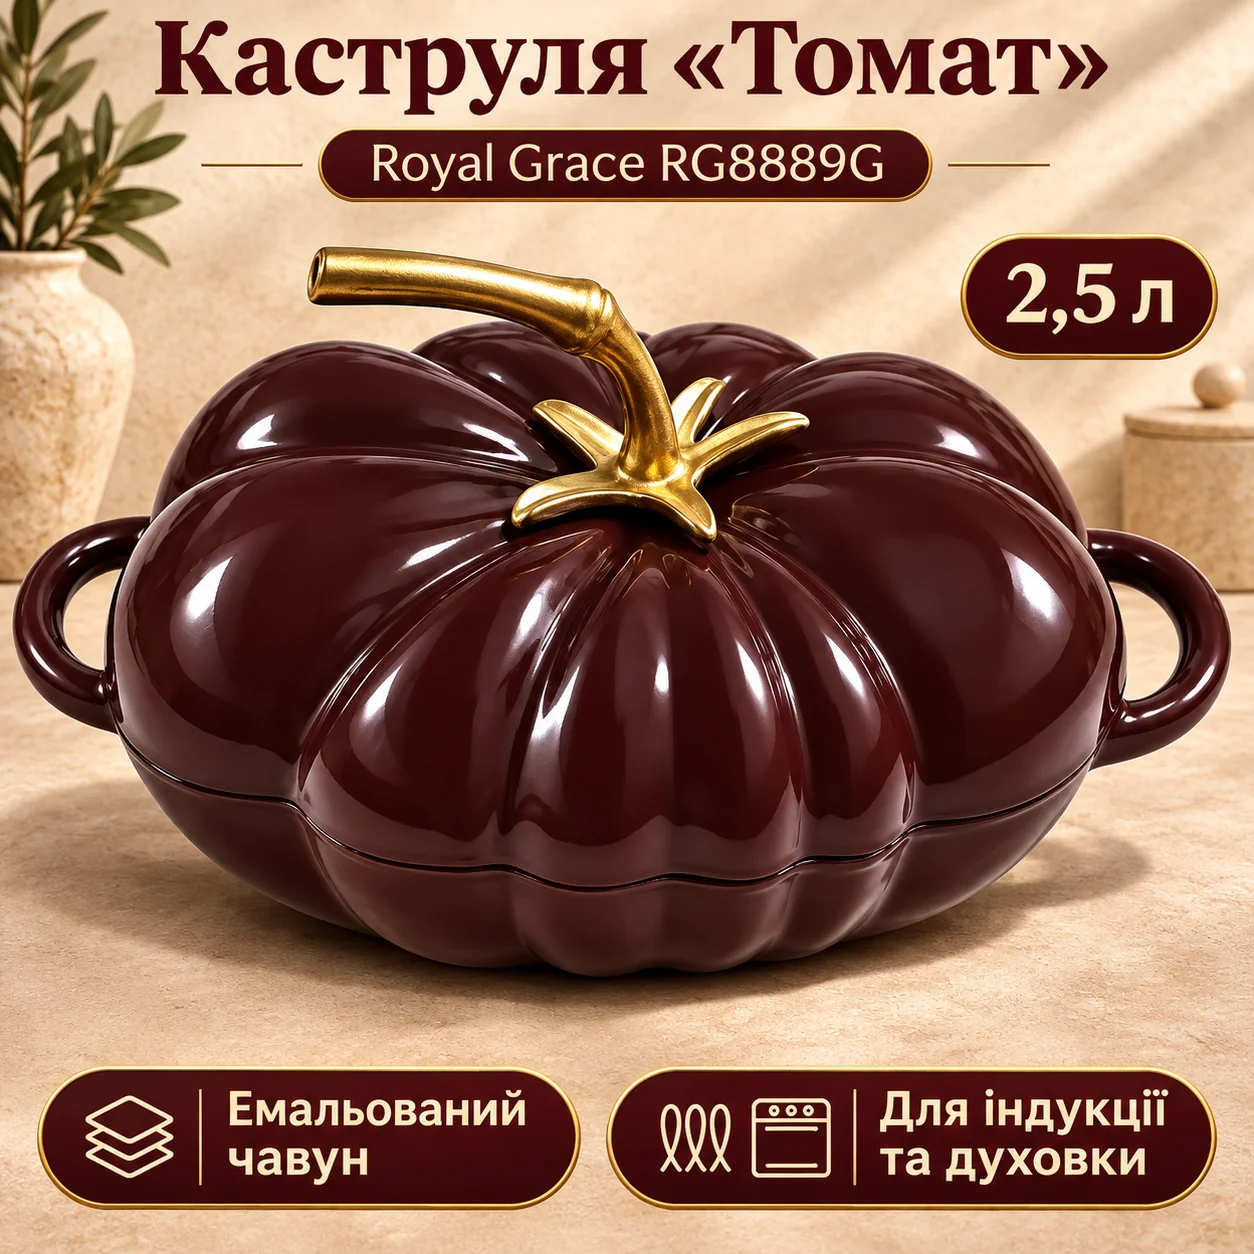 Каструля «Томат»
Royal Grace RG8889G
2,5 л
Емальований
чавун
Для індукції
та духовки